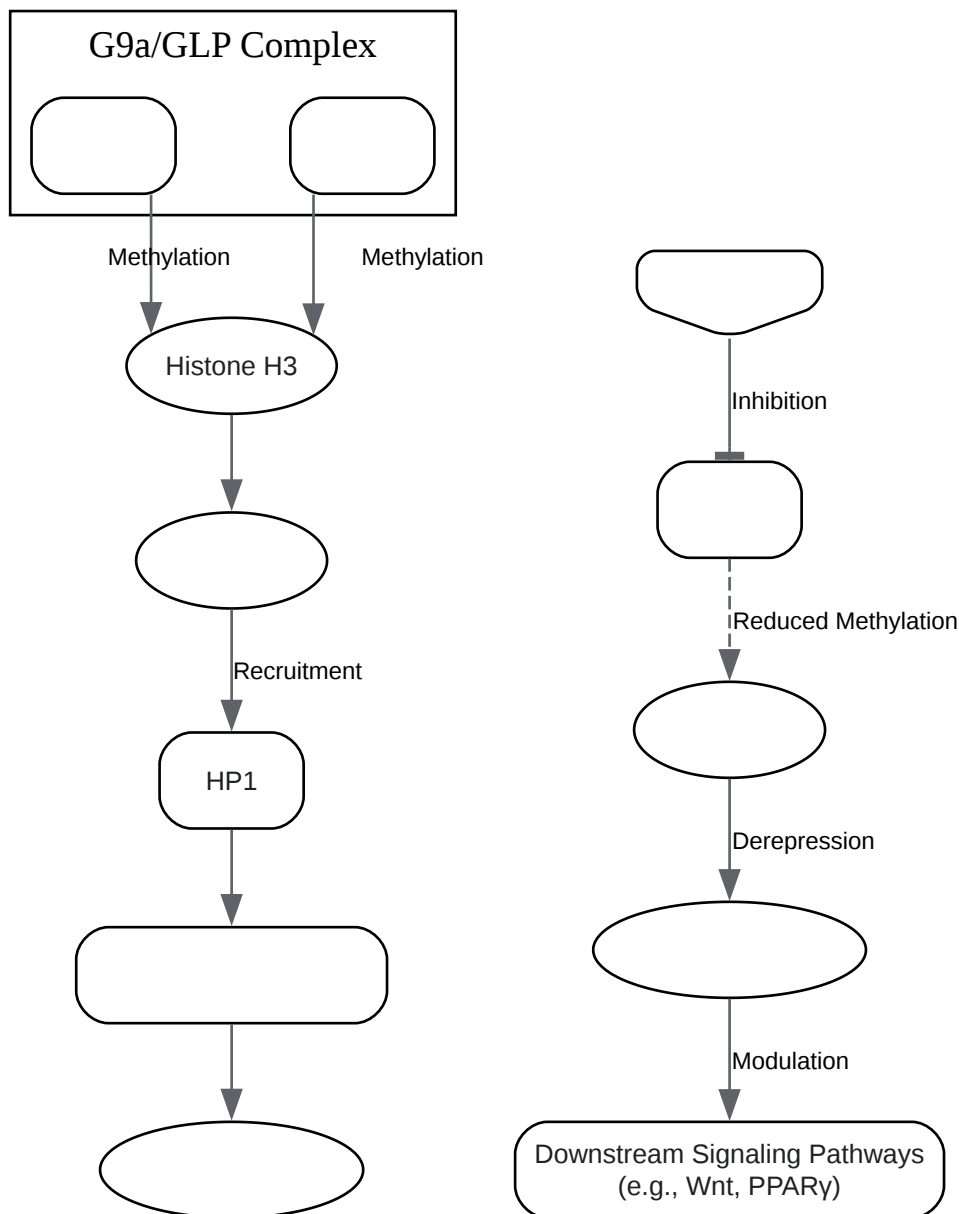 G9a/GLP Complex
Methylation
Methylation
Histone H3
Recruitment
HP1
Inhibition
Reduced Methylation
Derepression
Modulation
Downstream Signaling Pathways
(e.g., Wnt, PPARγ)